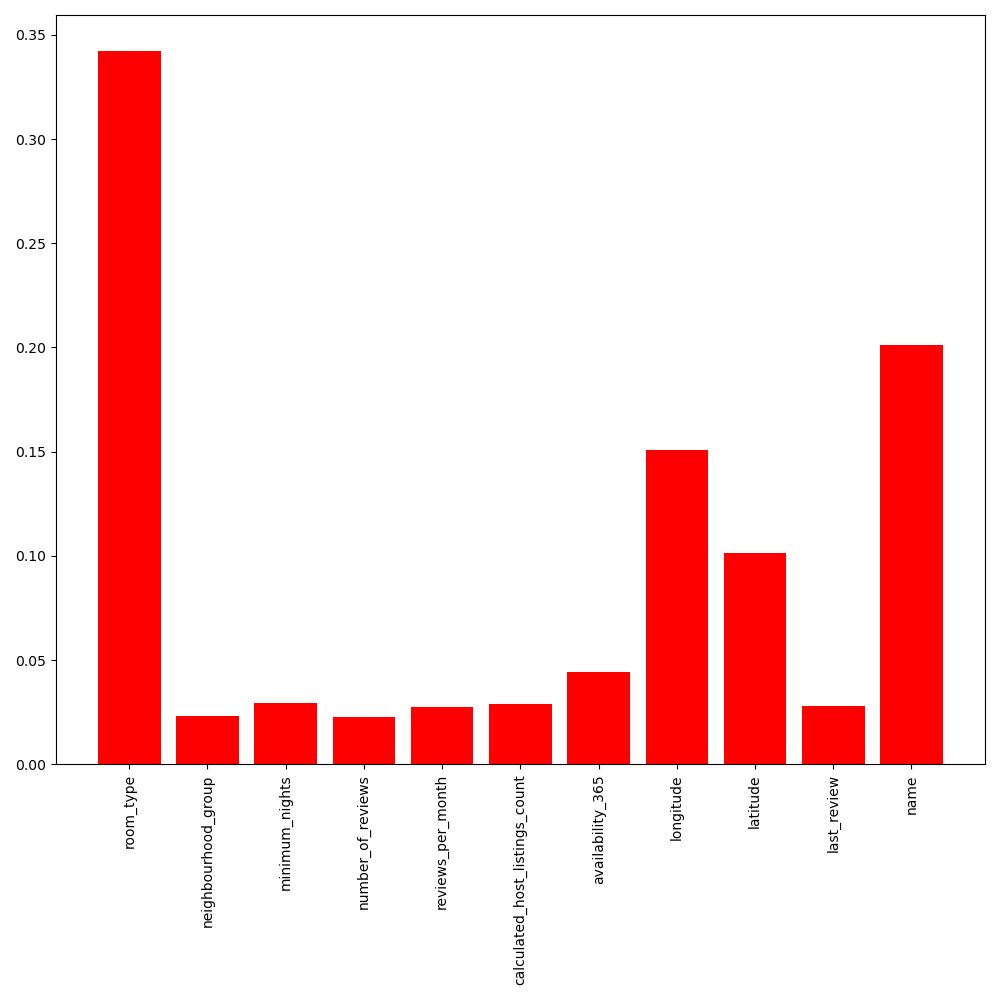 0.35
0.30
0.25
0.20
0.15
0.10
0.05
0.00
room_type
neighbourhood_group
minimum_nights
number_of_reviews
reviews_per_month
calculated_host_listings_count
availability_365
longitude
latitude
last_review
name